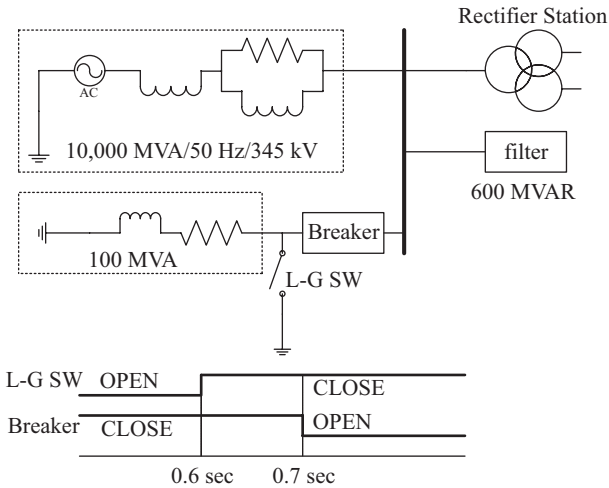 Rectifier Station
AC
10,000 MVA/50 Hz/345 kV
filter
600 MVAR
Breaker
100 MVA
L-G SW
L-G SW OPEN CLOSE
Breaker CLOSE OPEN
0.6 sec 0.7 sec